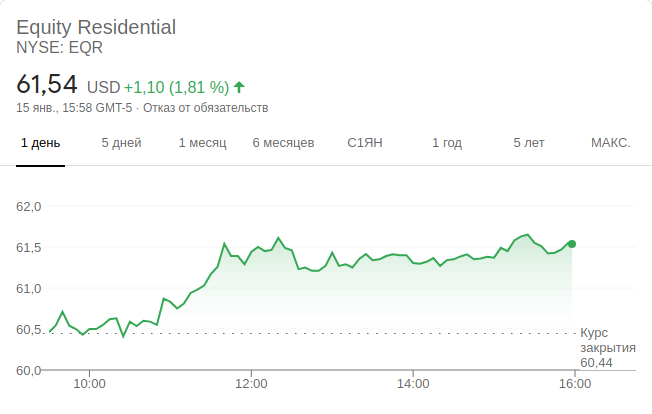 Equity Residential
NYSE: EQR
61,54 USD +1,10 (1,81 %)
15 янв., 15:58 GMT-5 · Отказ от обязательств
1 день 5 дней 1 месяц 6 месяцев С1ЯН 1 год 5 лет МАКС.
62,0
61,5
61,0
60,5
60,0
Курс
закрытия
60,44
10:00 12:00 14:00 16:00